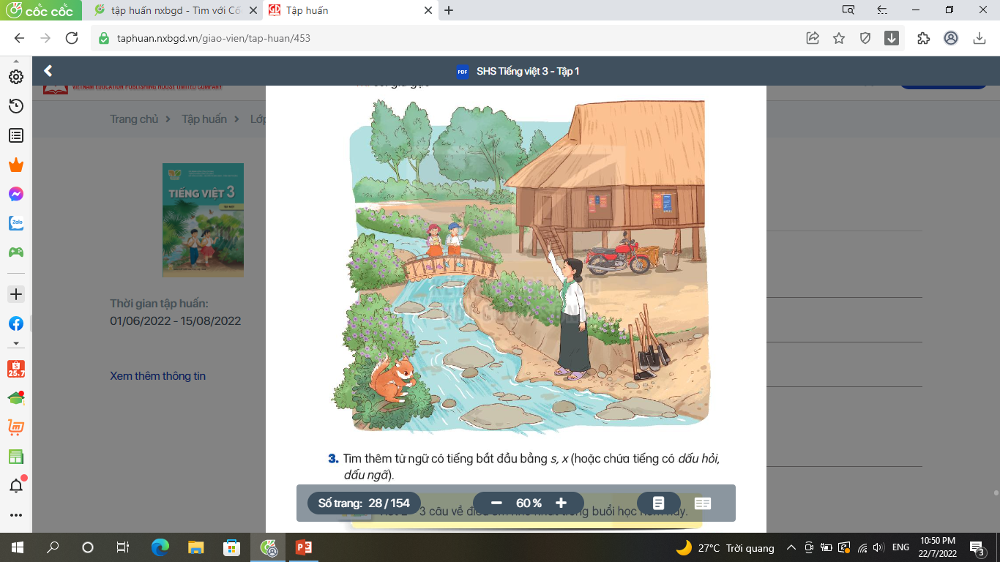 cốc cốc
tập huấn nxbgd - Tìm với Cố
Tập huấn
taphuan.nxbgd.vn/giao-vien/tap-huan/453
PDF SHS Tiếng việt 3 - Tập 1
VIETNAM EDUCATION PUBLISHING HOUSE LIMITED COMPANY
Trang chủ > Tập huấn > Lớp
TIẾNG VIỆT 3
Thời gian tập huấn:
01/06/2022 - 15/08/2022
Xem thêm thông tin
Zalo
25.7
3. Tìm thêm từ ngữ có tiếng bắt đầu bằng s, x (hoặc chứa tiếng có dấu hỏi,
dấu ngã).
Số trang: 28 / 154
60 %
3 câu về điều em nhớ nhất trong buổi học hôm nay.
27°C Trời quang
ENG
10:50 PM
22/7/2022
3